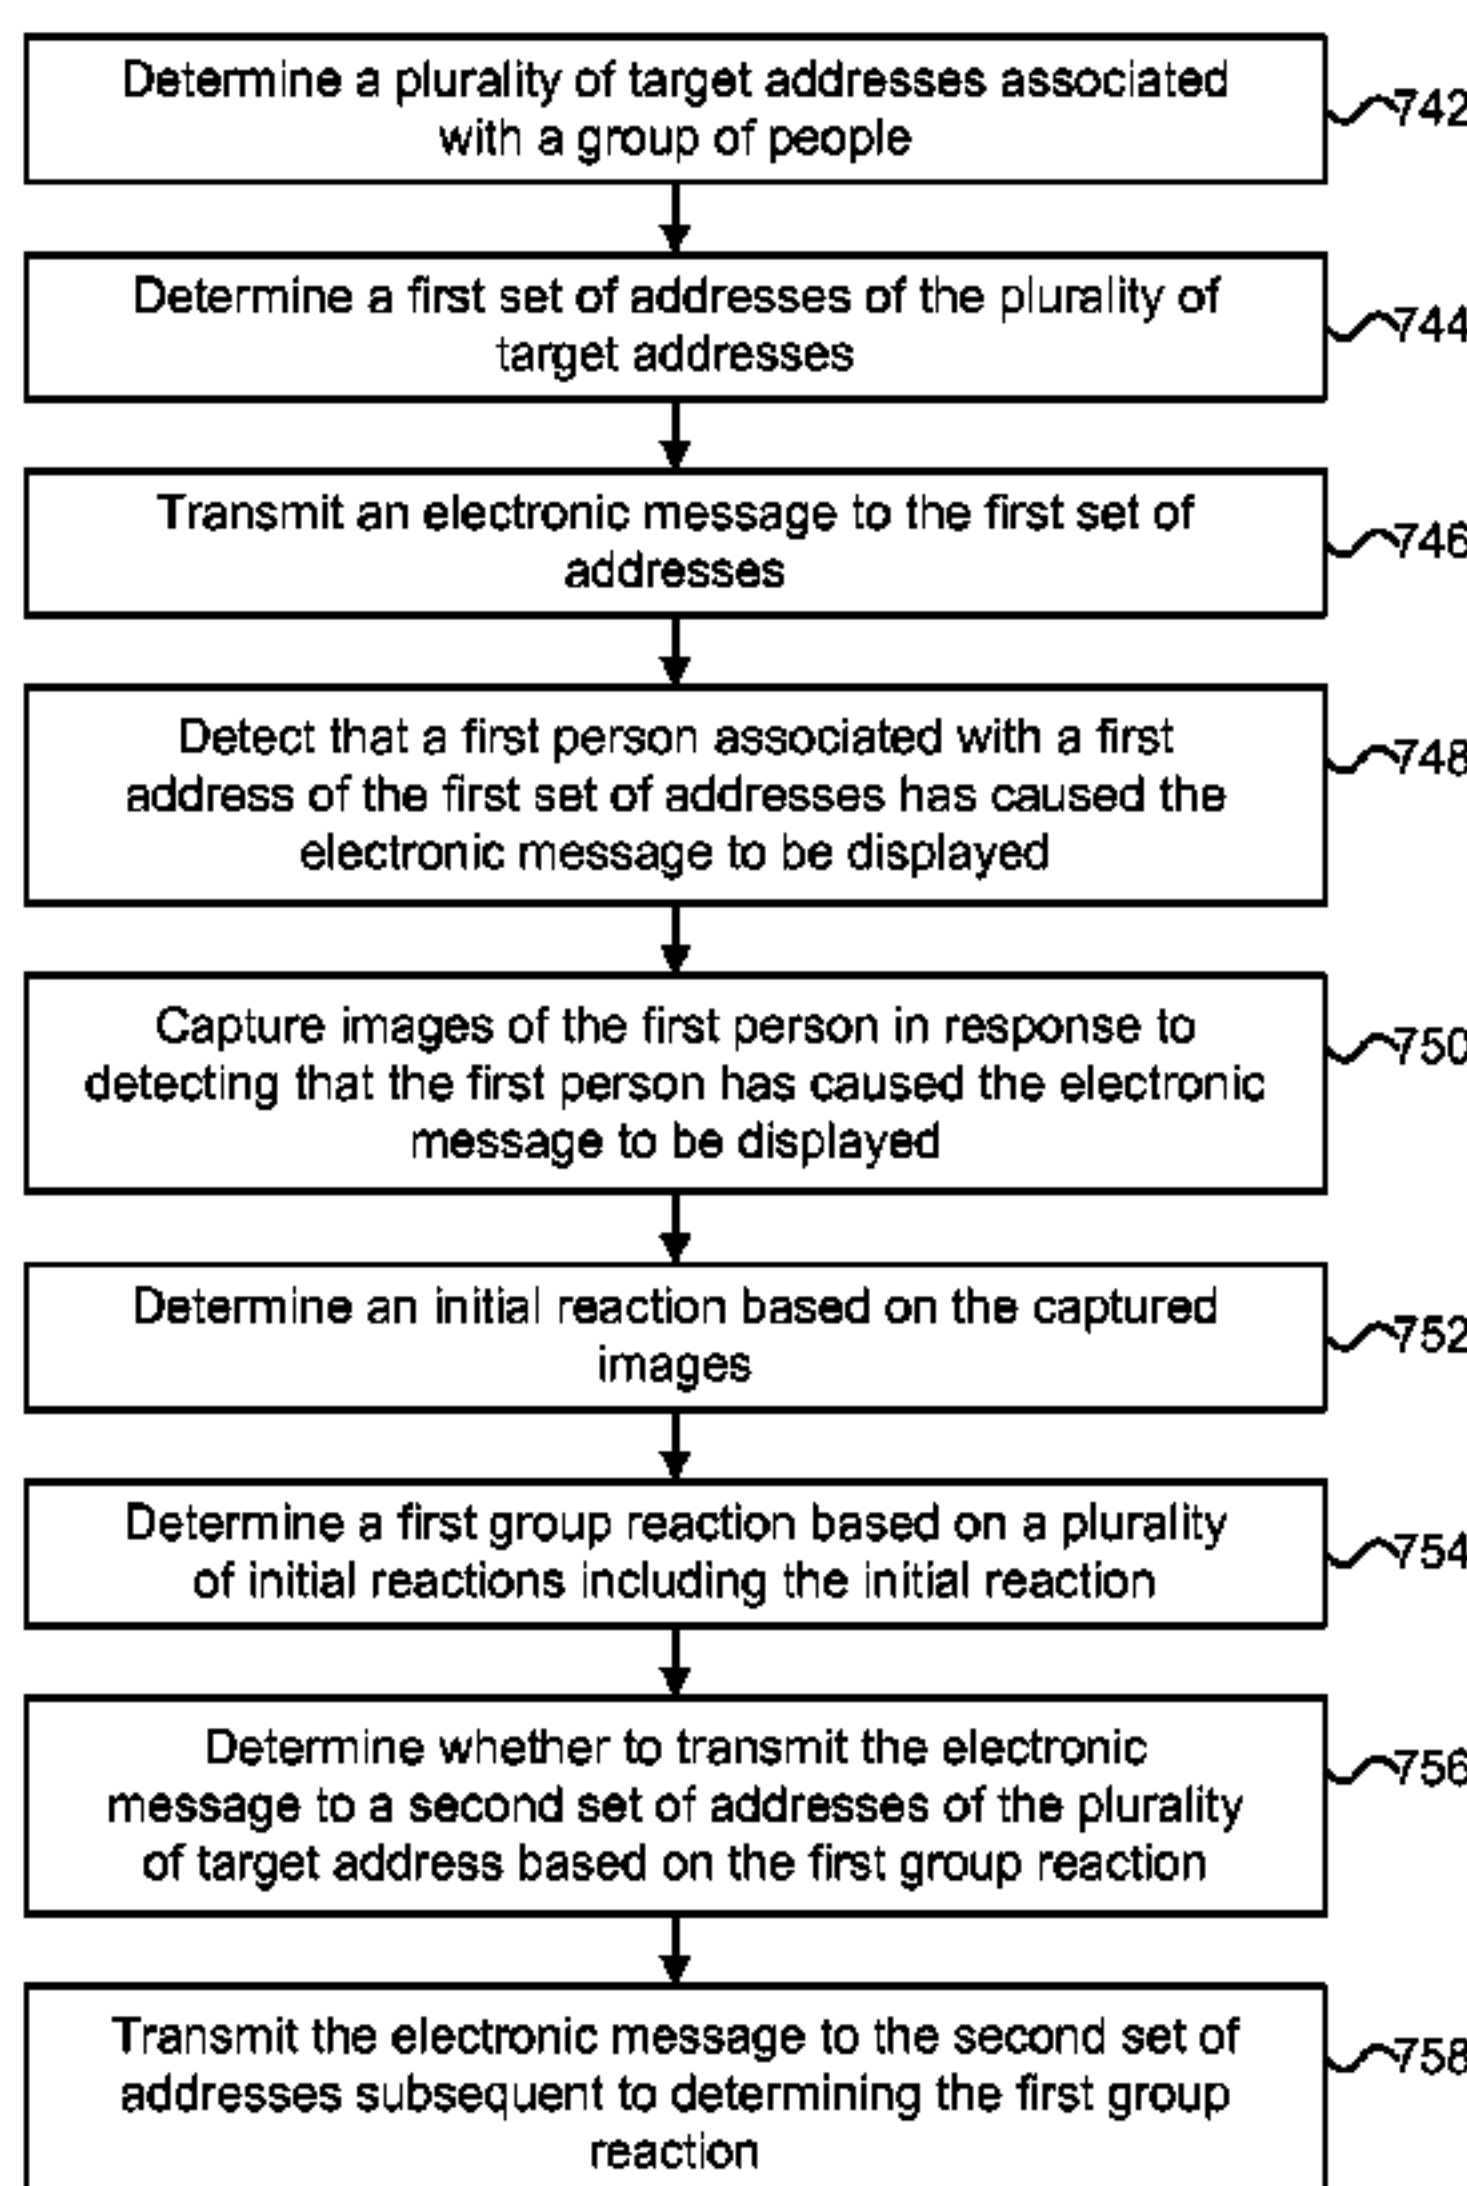 Determine a plurality of target addresses associated
with a group of people
742
Determine a first set of addresses of the plurality of
target addresses
744
Transmit an electronic message to the first set of
addresses
746
Detect that a first person associated with a first
address of the first set of addresses has caused the
electronic message to be displayed
748
Capture images of the first person in response to
detecting that the first person has caused the electronic
message to be displayed
750
Determine an initial reaction based on the captured
images
752
Determine a first group reaction based on a plurality
of initial reactions including the initial reaction
754
Determine whether to transmit the electronic
message to a second set of addresses of the plurality
of target address based on the first group reaction
756
Transmit the electronic message to the second set of
addresses subsequent to determining the first group
reaction
758